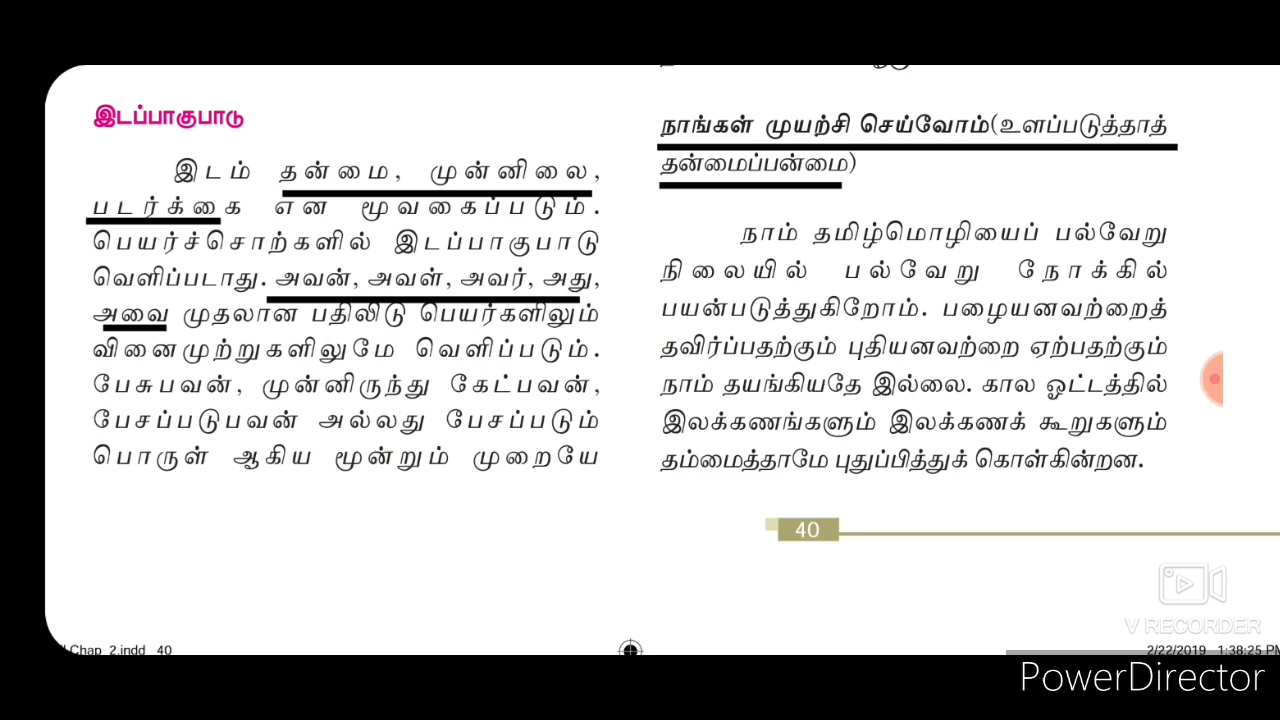 இடப்பாகுபாடு
இடம் தன்மை, முன்னிலை,
படர்க்கை என மூவகைப்படும்.
பெயர்ச்சொற்களில் இடப்பாகுபாடு
வெளிப்படாது. அவன், அவள், அவர், அது,
அவை முதலான பதிலிடு பெயர்களிலும்
வினைமுற்றுகளிலுமே வெளிப்படும்.
பேசுபவன், முன்னிருந்து கேட்பவன்,
பேசப்படுபவன் அல்லது பேசப்படும்
பொருள் ஆகிய மூன்றும் முறையே
நாங்கள் முயற்சி செய்வோம்(உளப்படுத்தாத்
தன்மைப்பன்மை)
நாம் தமிழ்மொழியைப் பல்வேறு
நிலையில் பல்வேறு நோக்கில்
பயன்படுத்துகிறோம். பழையனவற்றைத்
தவிர்ப்பதற்கும் புதியனவற்றை ஏற்பதற்கும்
நாம் தயங்கியதே இல்லை. கால ஓட்டத்தில்
இலக்கணங்களும் இலக்கணக் கூறுகளும்
தம்மைத்தாமே புதுப்பித்துக் கொள்கின்றன.
40
V RECORDER
Chap_2.indd 40
2/22/2019 1:38:25 PM
PowerDirector